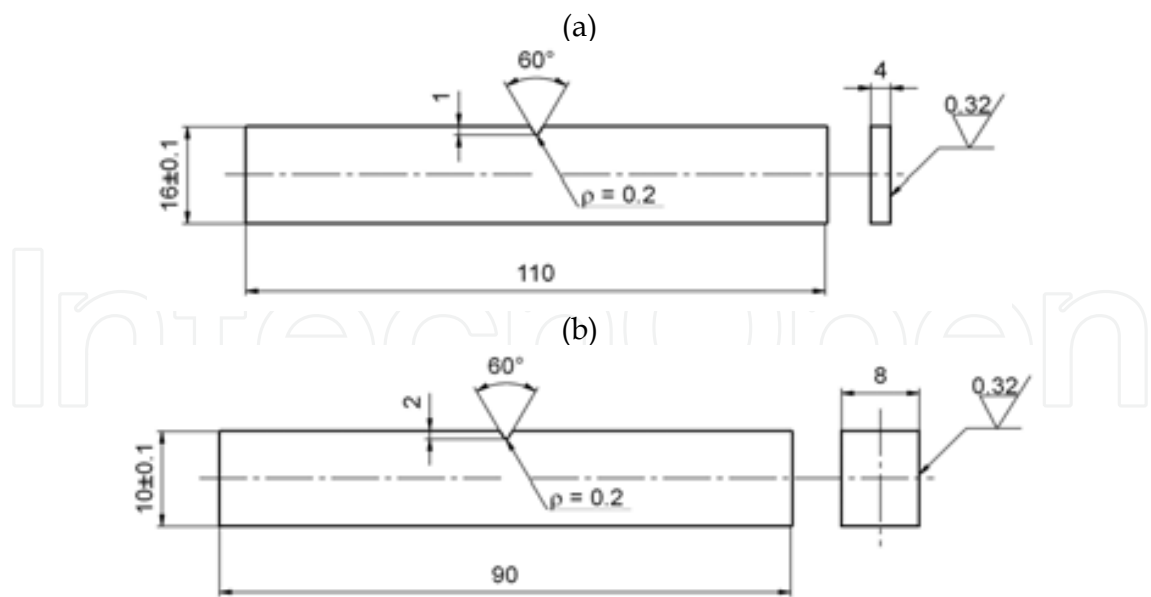 (a)
60°
1
4
0.32
16±0.1
ρ = 0.2
110
(b)
60°
2
8
0.32
10±0.1
ρ = 0.2
90
IntechOpen